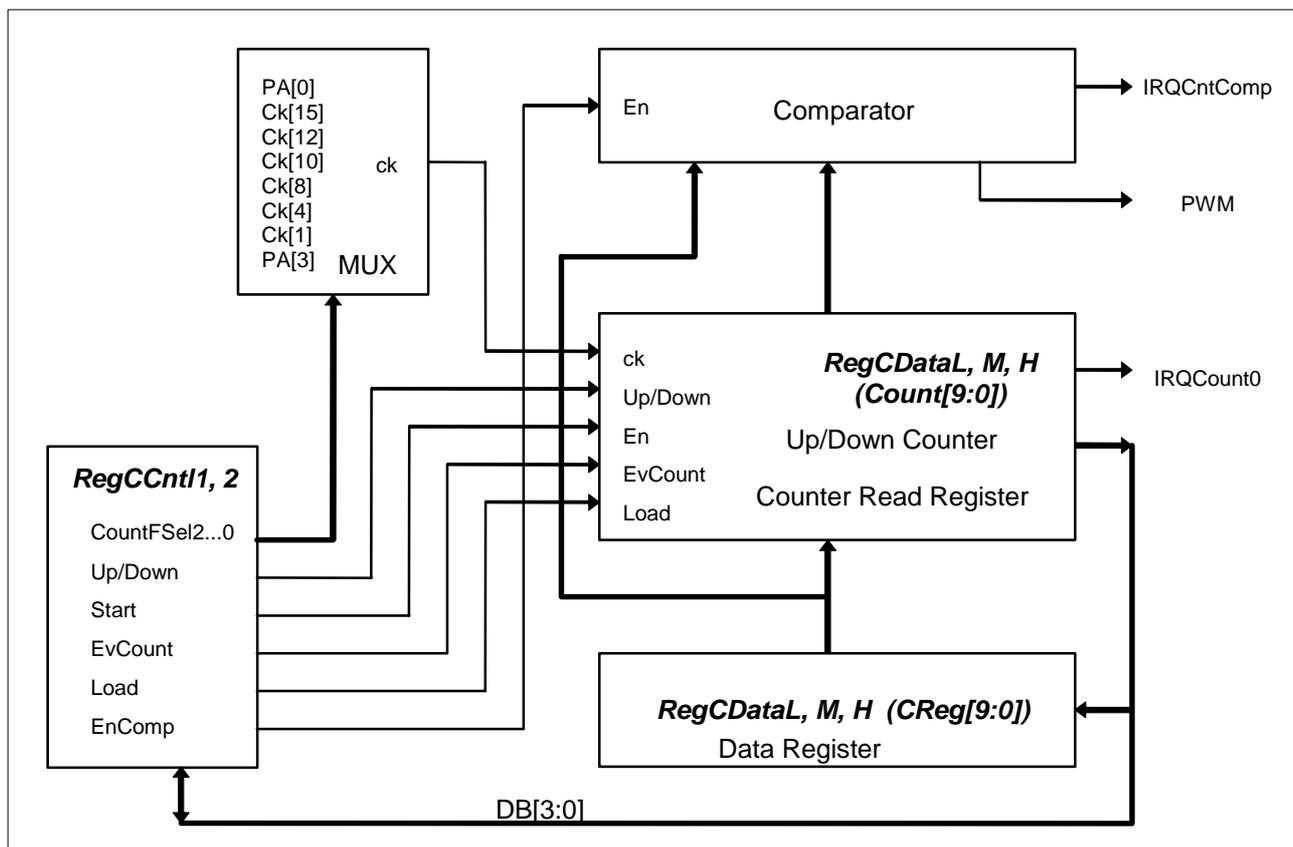 PA[0]
Ck[15]
Ck[12]
Ck[10]
Ck[8]
Ck[4]
Ck[1]
PA[3]
ck
MUX
En
Comparator
IRQCntComp
PWM
ck
Up/Down
En
EvCount
Load
RegCDataL, M, H
(Count[9:0])
Up/Down Counter
Counter Read Register
IRQCount0
RegCCntl1, 2
CountFSel2...0
Up/Down
Start
EvCount
Load
EnComp
RegCDataL, M, H (CReg[9:0])
Data Register
DB[3:0]